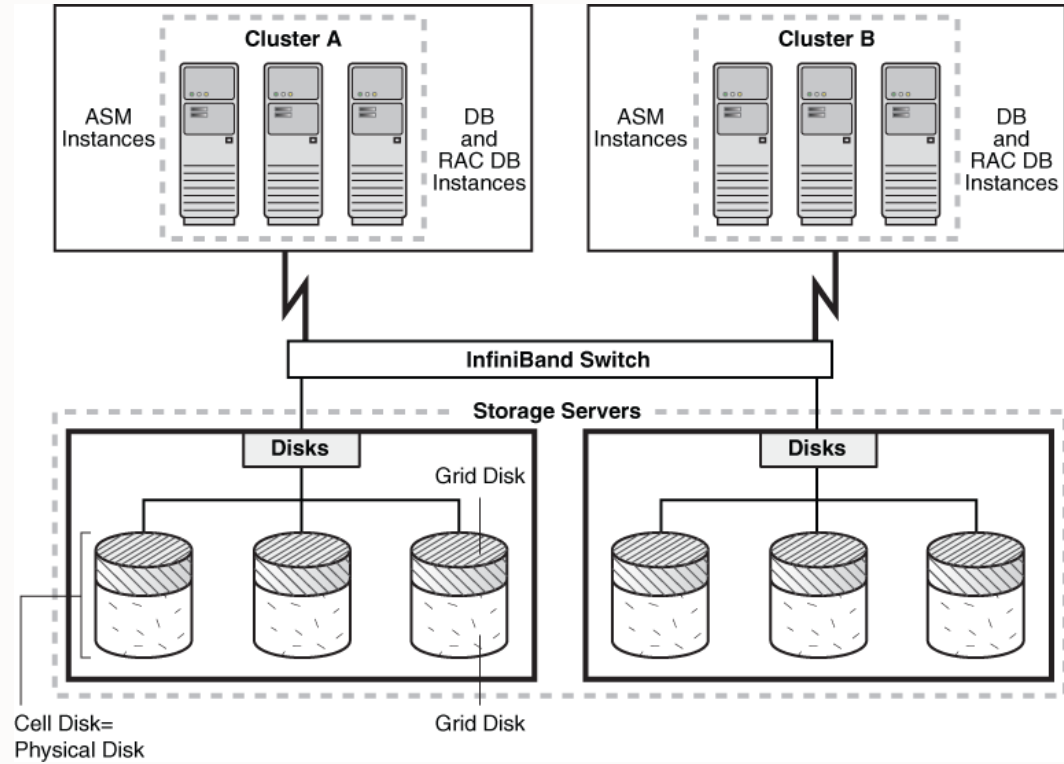 Cluster A
ASM
Instances
DB
and
RAC DB
Instances
Cluster B
ASM
Instances
DB
and
RAC DB
Instances
InfiniBand Switch
Storage Servers
Disks
Grid Disk
Disks
Cell Disk=
Physical Disk
Grid Disk